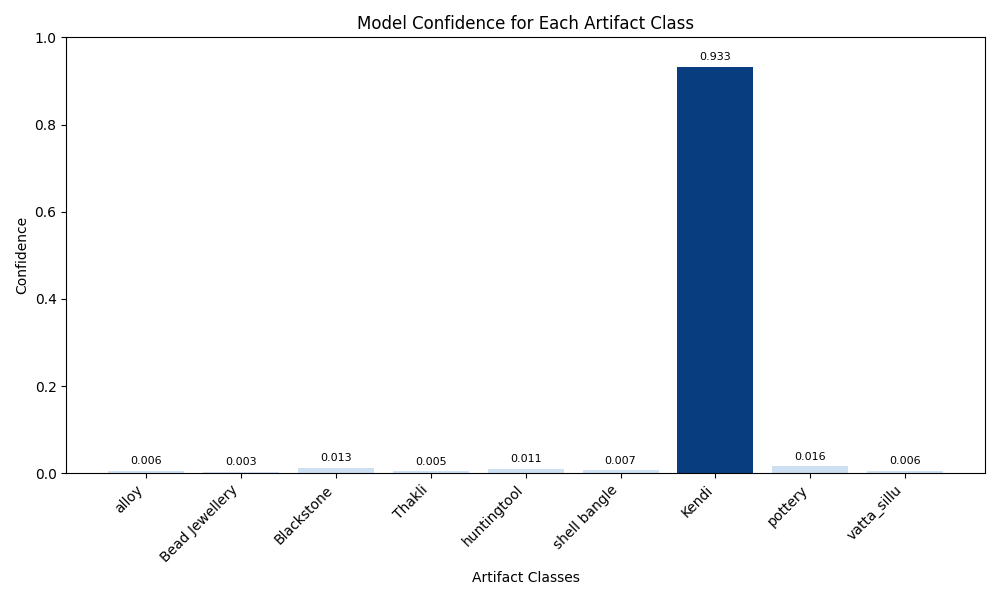 Model Confidence for Each Artifact Class
1.0
0.8
0.6
0.4
0.2
0.0
Confidence
0.006
0.003
0.013
0.005
0.011
0.007
0.933
0.016
0.006
alloy
Bead Jewellery
Blackstone
Thakli
huntingtool
shell bangle
Kendi
pottery
vatta_sillu
Artifact Classes